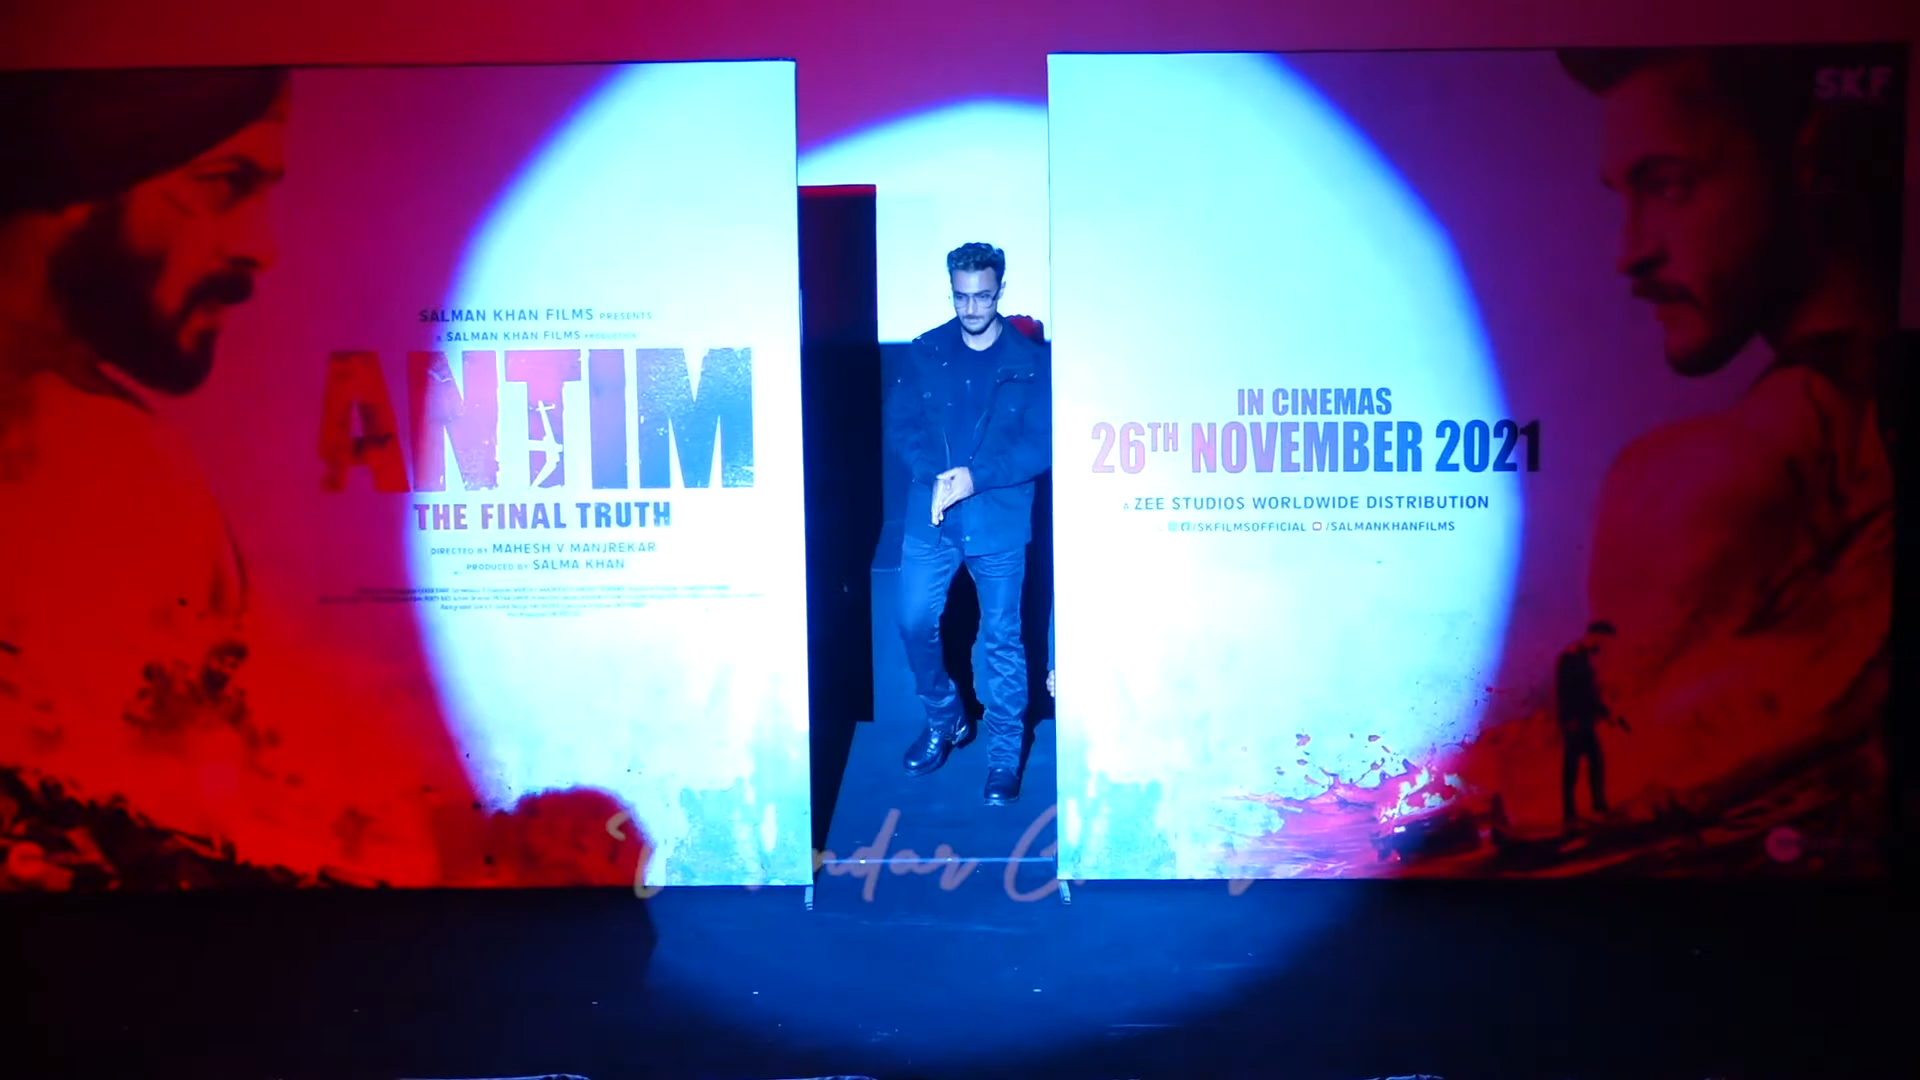 SKF
SALMAN KHAN FILMS PRESENTS
A SALMAN KHAN FILMS PRODUCTION
ANTIM
THE FINAL TRUTH
DIRECTED BY MAHESH V MANJREKAR
PRODUCED BY SALMA KHAN
IN CINEMAS
26TH NOVEMBER 2021
A ZEE STUDIOS WORLDWIDE DISTRIBUTION
/SKFILMSOFFICIAL /SALMANKHANFILMS